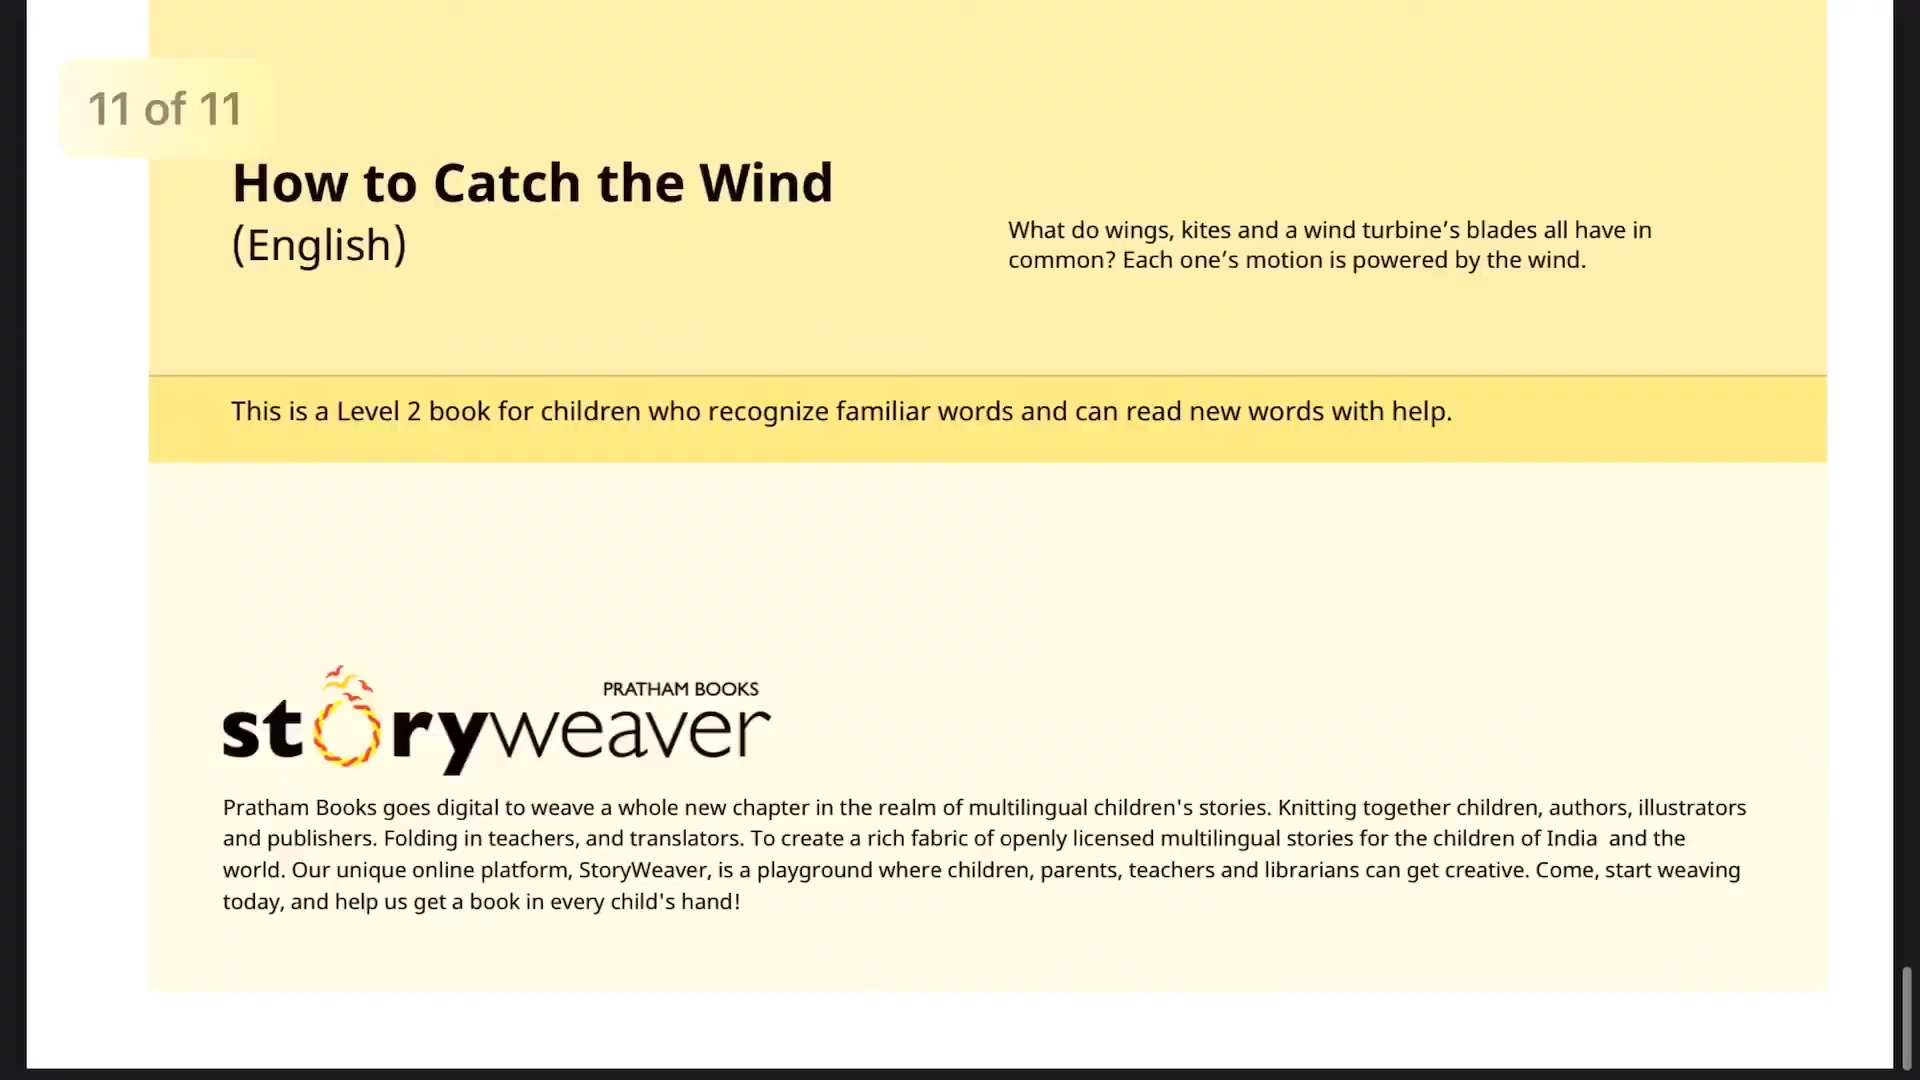 11 of 11
How to Catch the Wind
(English)
What do wings, kites and a wind turbine’s blades all have in
common? Each one’s motion is powered by the wind.
This is a Level 2 book for children who recognize familiar words and can read new words with help.
PRATHAM BOOKS
storyweaver
Pratham Books goes digital to weave a whole new chapter in the realm of multilingual children's stories. Knitting together children, authors, illustrators
and publishers. Folding in teachers, and translators. To create a rich fabric of openly licensed multilingual stories for the children of India  and the
world. Our unique online platform, StoryWeaver, is a playground where children, parents, teachers and librarians can get creative. Come, start weaving
today, and help us get a book in every child's hand!